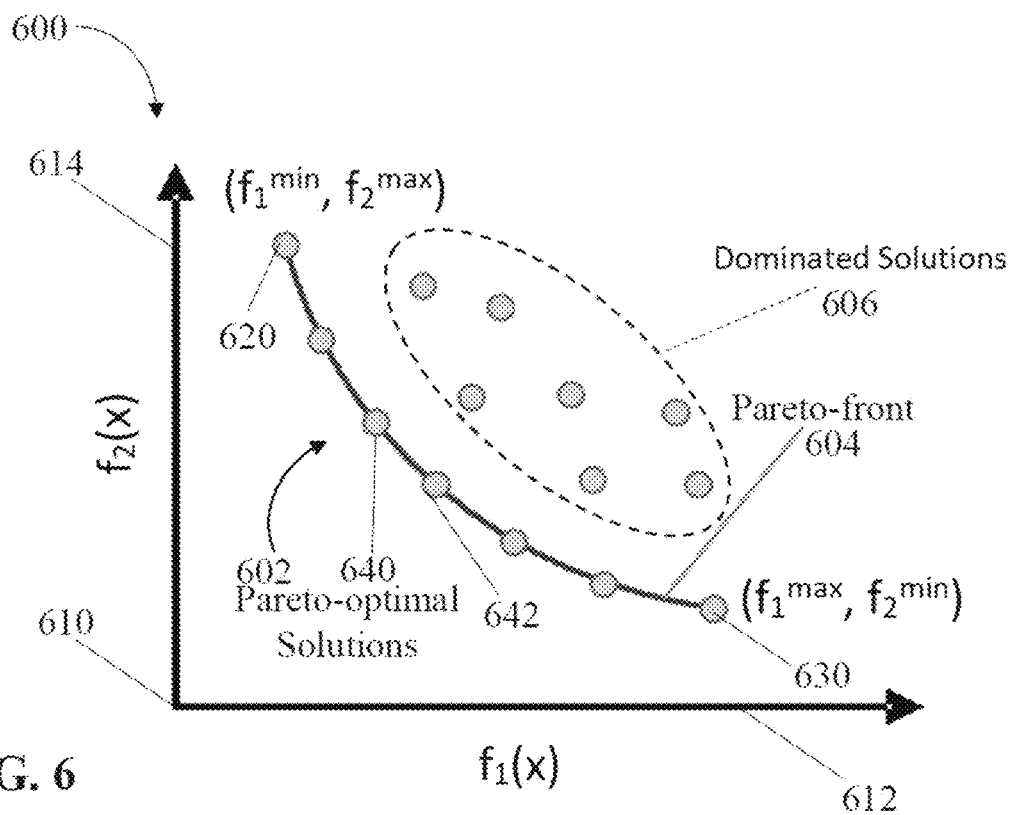 600
614
(f₁ᵐⁱⁿ, f₂ᵐᵃˣ)
Dominated Solutions
606
620
Pareto-front
604
f₂(x)
602
640
Pareto-optimal
Solutions
642
(f₁ᵐᵃˣ, f₂ᵐⁱⁿ)
610
630
G. 6
f₁(x)
612